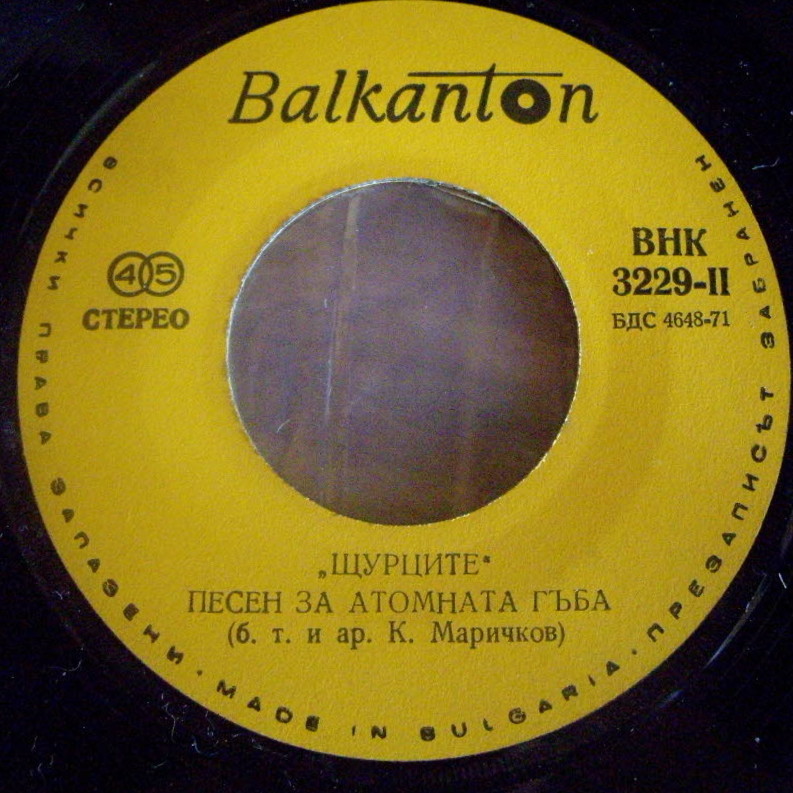 Balkanton
45
СТЕРЕО
ВНК
3229-II
БДС 4648-71
„ЩУРЦИТЕ“
ПЕСЕН ЗА АТОМНАТА ГЪБА
(б. т. и ар. К. Маричков)
ВСИЧКИ ПРАВА ЗАПАЗЕНИ · MADE IN BULGARIA · ПРЕЗАПИСЪТ ЗАБРАНЕН